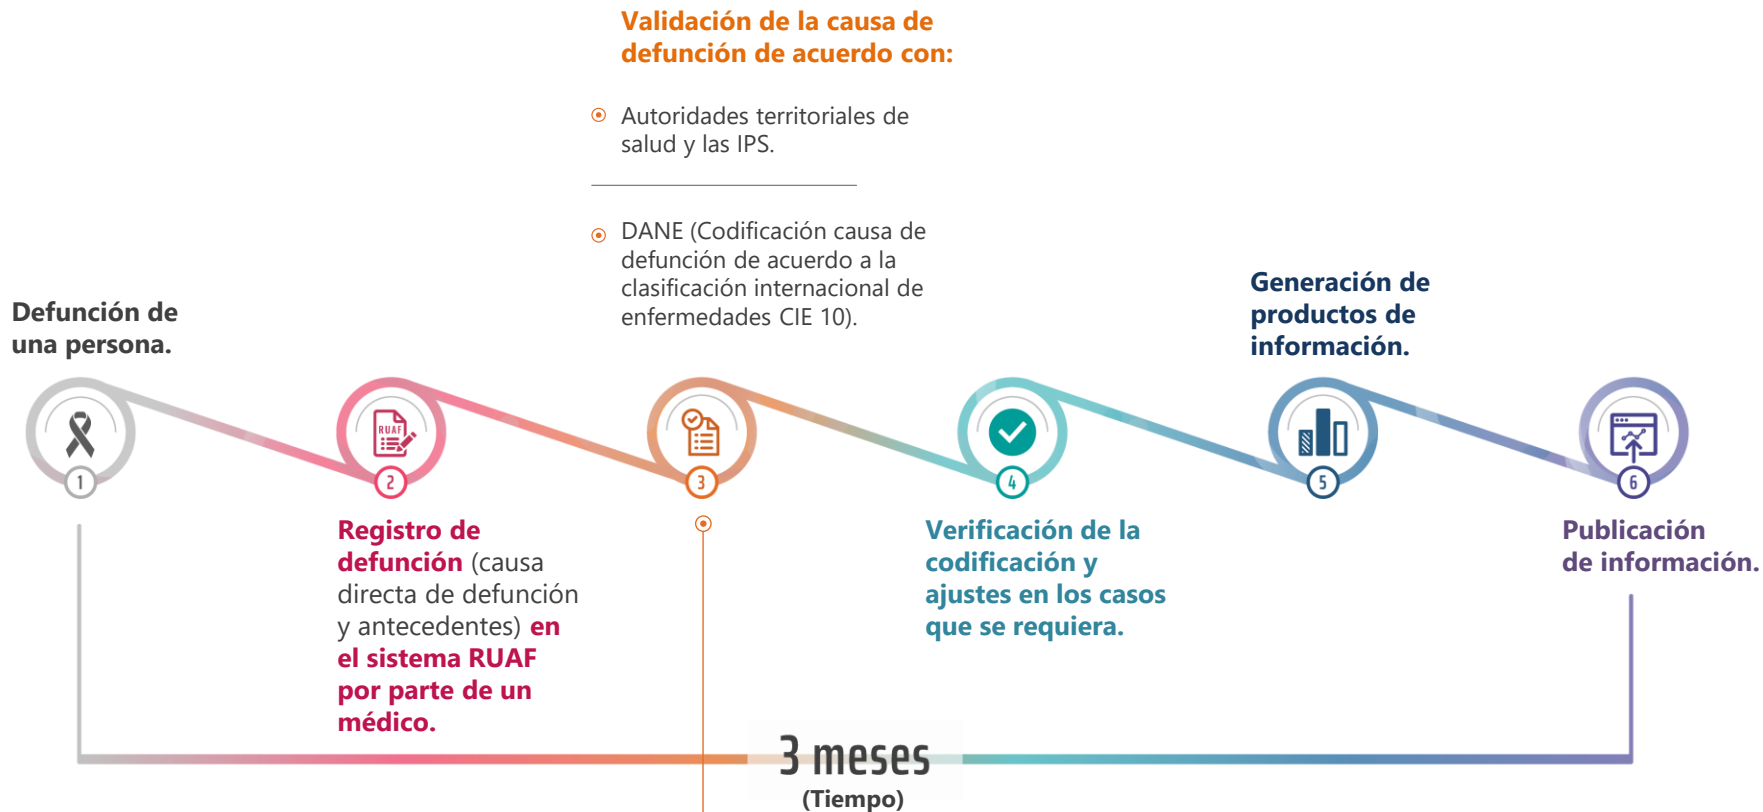 Validación de la causa de
defunción de acuerdo con:
Autoridades territoriales de
salud y las IPS.
DANE (Codificación causa de
defunción de acuerdo a la
clasificación internacional de
enfermedades CIE 10).
Defunción de
una persona.
Generación de
productos de
información.
RUAF
1
2
3
4
5
6
Registro de
defunción (causa
directa de defunción
y antecedentes) en
el sistema RUAF
por parte de un
médico.
Verificación de la
codificación y
ajustes en los casos
que se requiera.
Publicación
de información.
3 meses
(Tiempo)